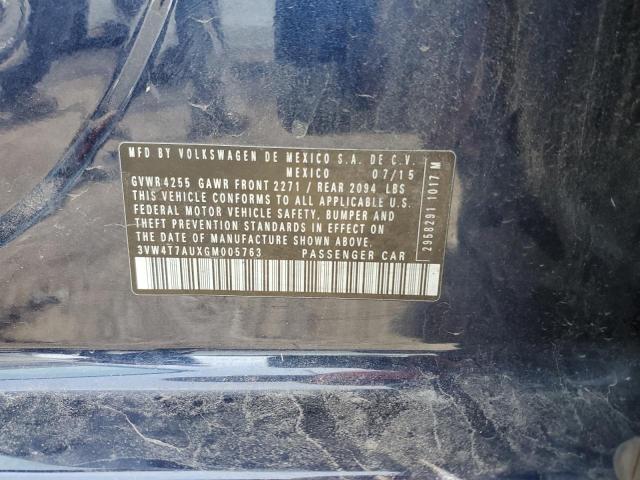 MFD BY VOLKSWAGEN DE MEXICO S.A. DE C.V.
MEXICO 07/15
GVWR 4255 GAWR FRONT 2271 / REAR 2094 LBS
THIS VEHICLE CONFORMS TO ALL APPLICABLE U.S.
FEDERAL MOTOR VEHICLE SAFETY, BUMPER AND
THEFT PREVENTION STANDARDS IN EFFECT ON THE
DATE OF MANUFACTURE SHOWN ABOVE.
3VW4T7AUXGM005763 PASSENGER CAR
2958291 1017 M